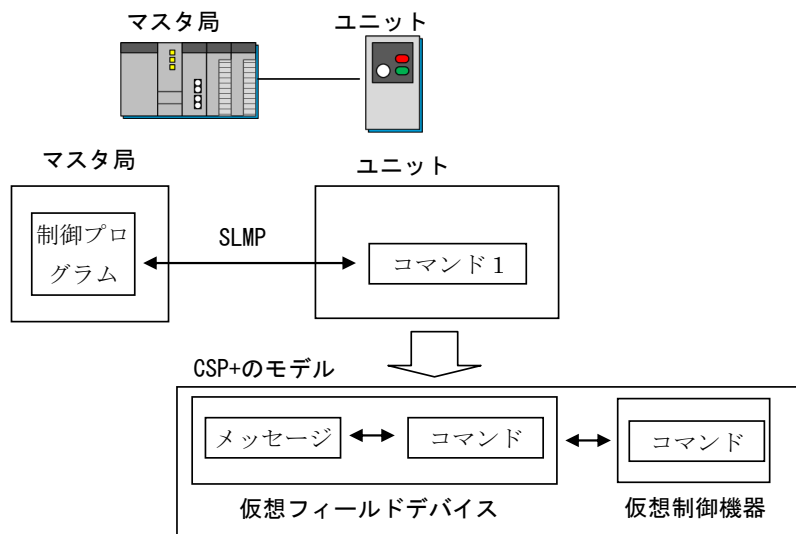 マスタ局
ユニット
マスタ局
ユニット
制御プロ
グラム
SLMP
コマンド1
CSP+のモデル
メッセージ
コマンド
コマンド
仮想フィールドデバイス
仮想制御機器